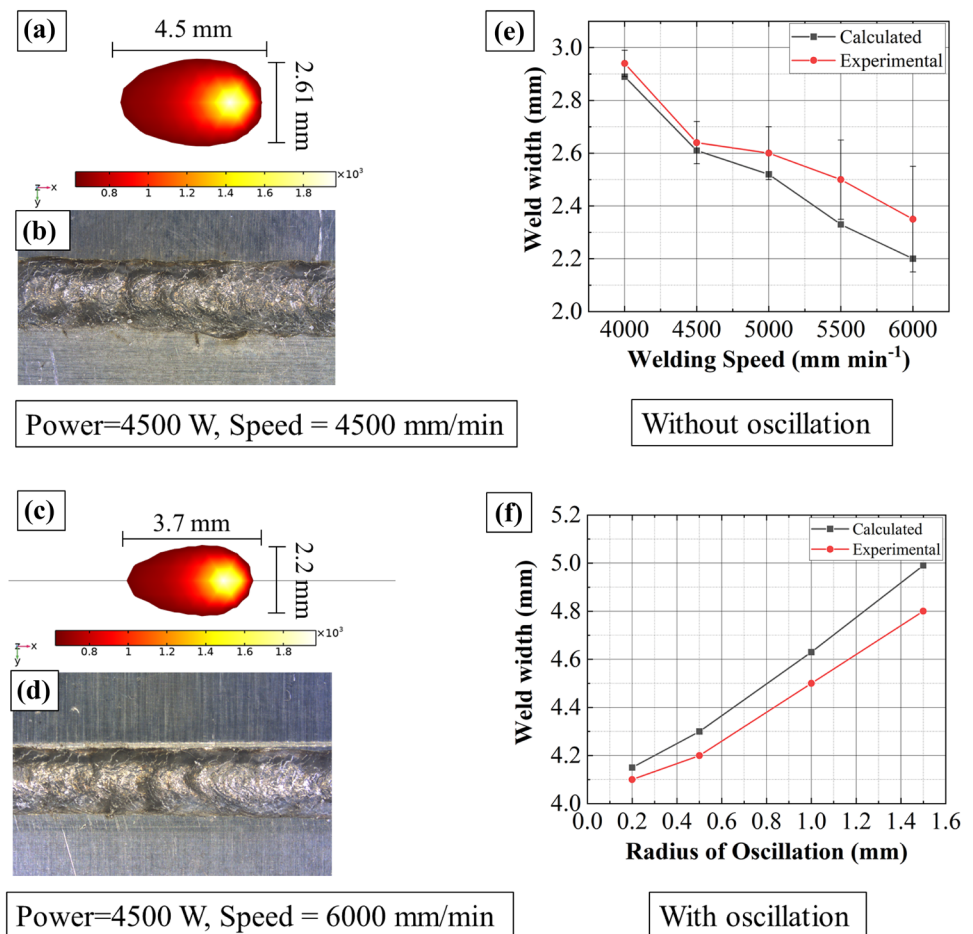 (a)
4.5 mm
2.61 mm
×10³
0.8 1 1.2 1.4 1.6 1.8
z x
y
(b)
Power=4500 W, Speed = 4500 mm/min
(c)
3.7 mm
2.2 mm
×10³
0.8 1 1.2 1.4 1.6 1.8
z x
y
(d)
Power=4500 W, Speed = 6000 mm/min
(e)
Calculated
Experimental
Weld width (mm)
3.0
2.8
2.6
2.4
2.2
2.0
4000 4500 5000 5500 6000
Welding Speed (mm min⁻¹)
Without oscillation
(f)
Calculated
Experimental
Weld width (mm)
5.2
5.0
4.8
4.6
4.4
4.2
4.0
0.0 0.2 0.4 0.6 0.8 1.0 1.2 1.4 1.6
Radius of Oscillation (mm)
With oscillation